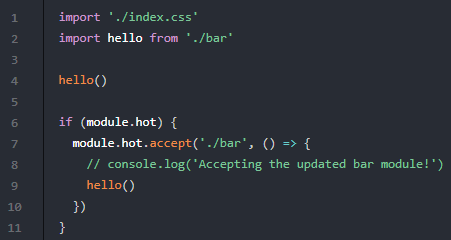 1 import './index.css'
2 import hello from './bar'
3
4 hello()
5
6 if (module.hot) {
7   module.hot.accept('./bar', () => {
8     // console.log('Accepting the updated bar module!')
9     hello()
10   })
11 }